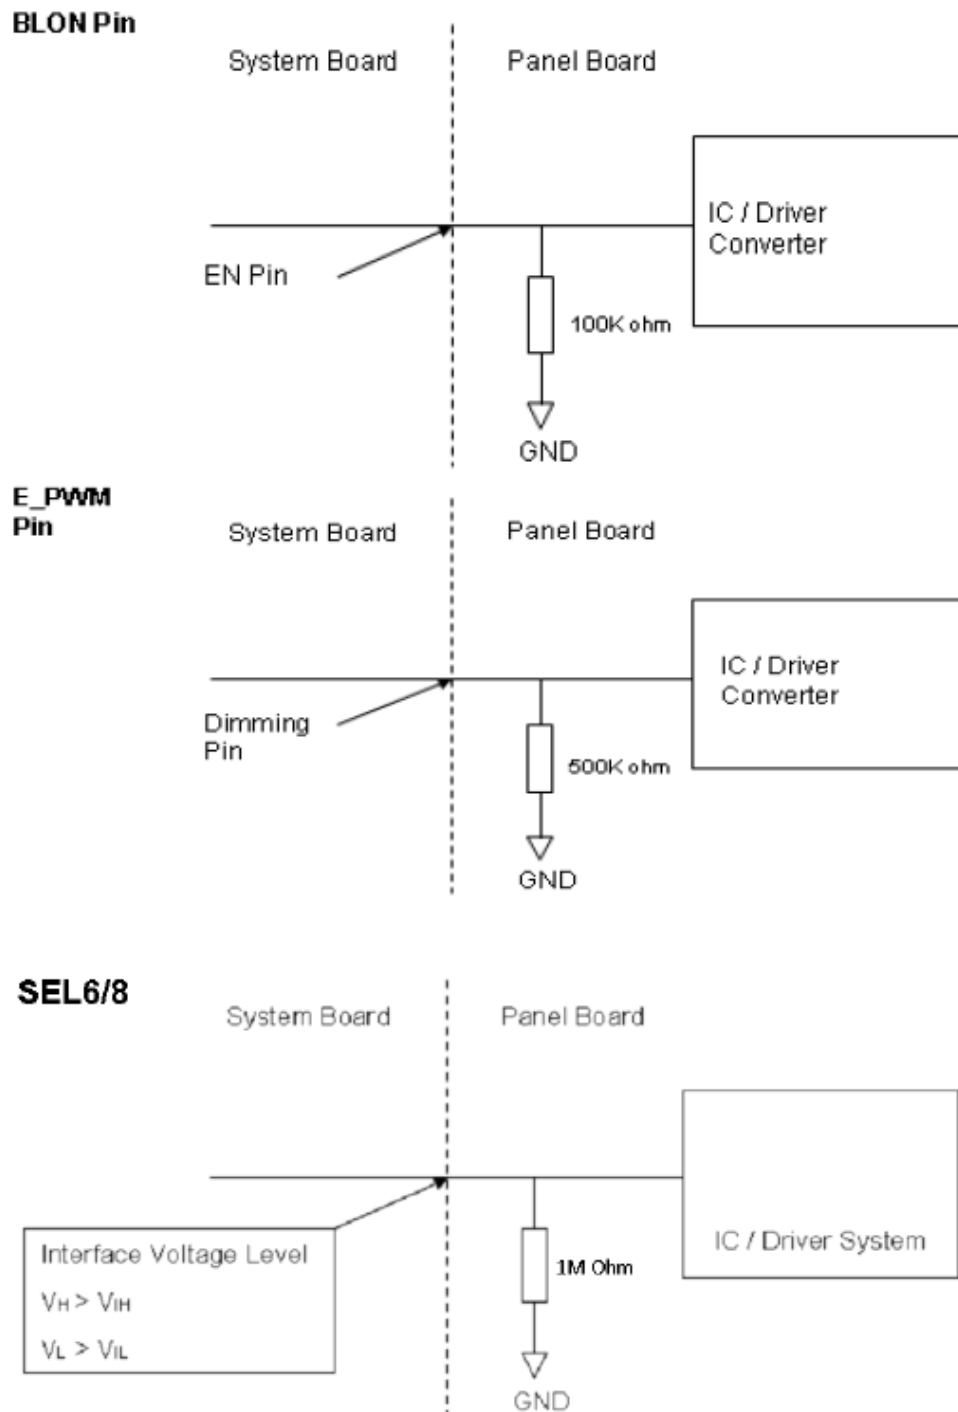 BLON Pin
System Board
Panel Board
IC / Driver
Converter
EN Pin
100K ohm
GND
E_PWM
Pin
System Board
Panel Board
IC / Driver
Converter
Dimming
Pin
500K ohm
GND
SEL6/8
System Board
Panel Board
Interface Voltage Level
VH > VIH
VL > VIL
IC / Driver System
1M Ohm
GND